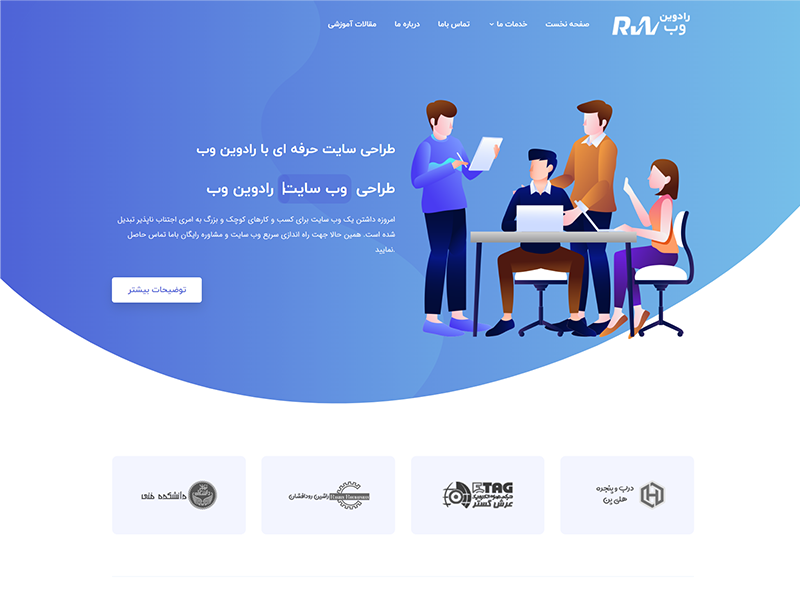 رادوین
وب
RW
صفحه نخست
خدمات ما
تماس باما
درباره ما
مقالات آموزشی
طراحی سایت حرفه ای با رادوین وب
طراحی وب سایت رادوین وب
امروزه داشتن یک وب سایت برای کسب و کارهای کوچک و بزرگ به امری اجتناب ناپذیر تبدیل
شده است. همین حالا جهت راه اندازی سریع وب سایت و مشاوره رایگان باما تماس حاصل
نمایید.
توضیحات بیشتر
درب و پنجره
هلی پن
ETAG
عرش گستر
راشین رودافشان
دانشکده فنی